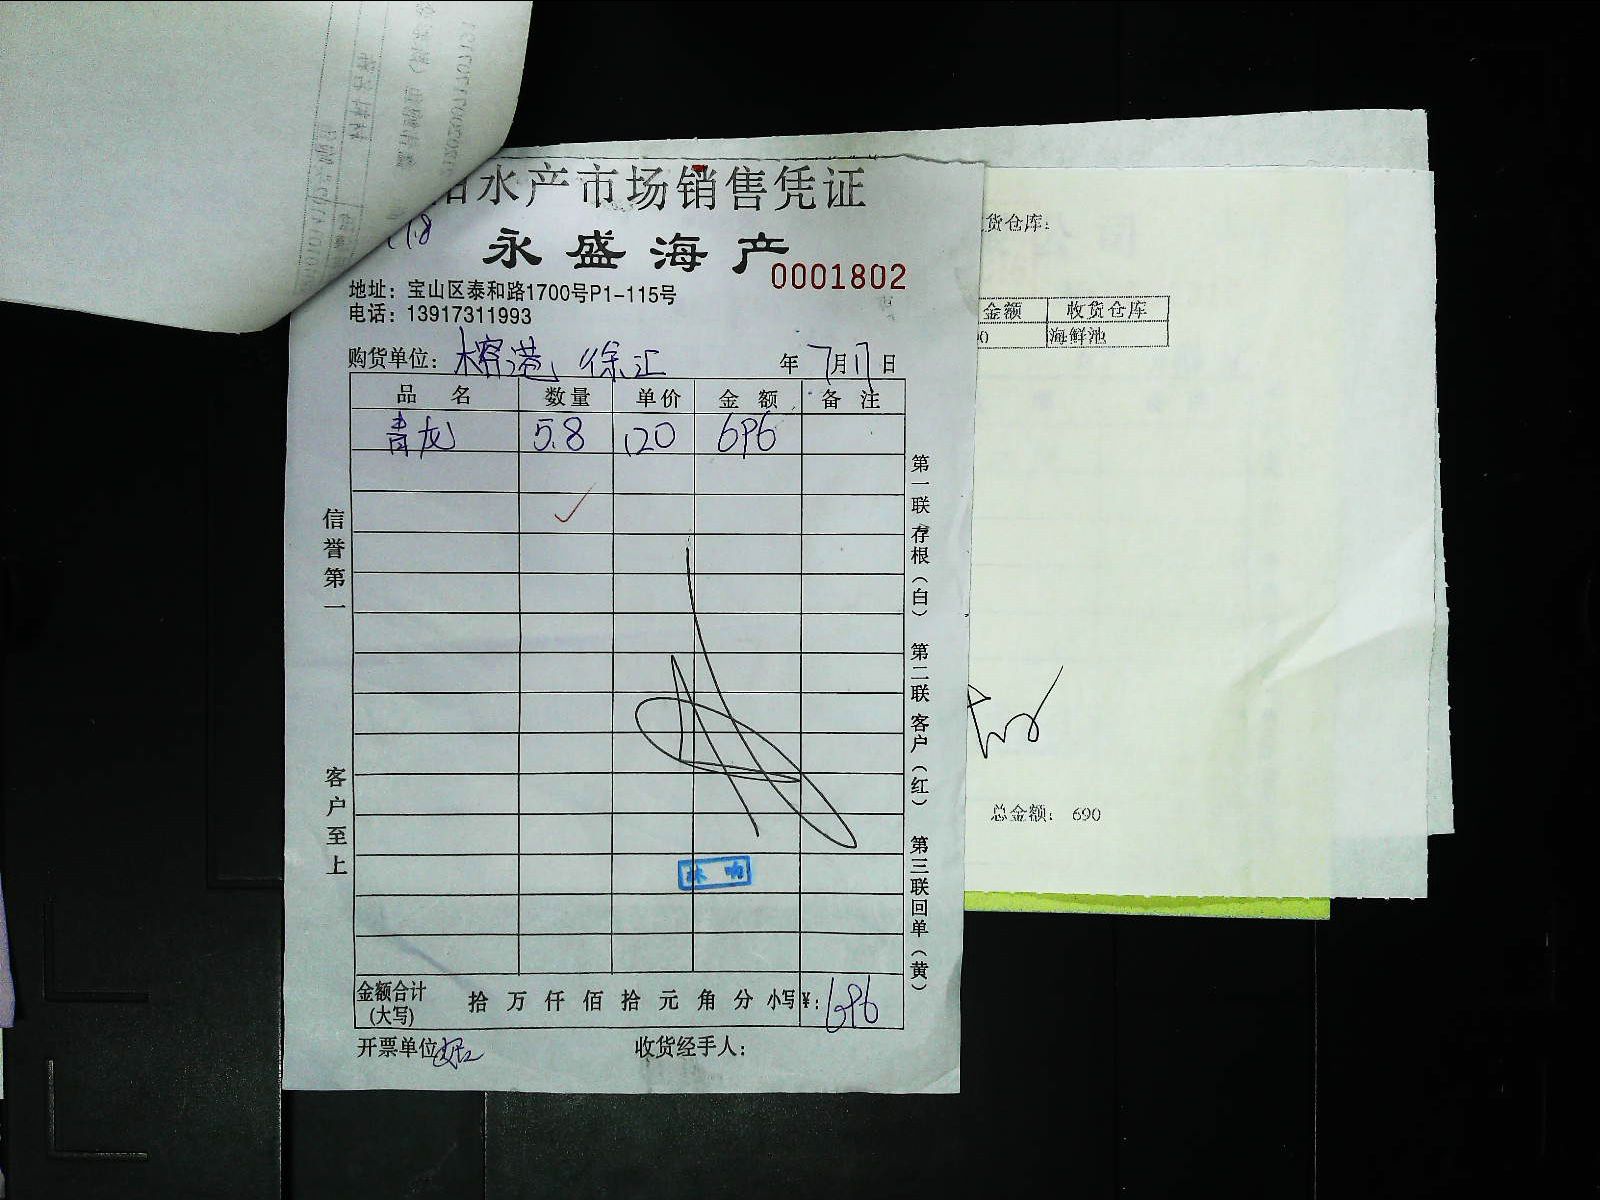 水产市场销售凭证
永盛海产
0001802
地址：宝山区泰和路1700号P1-115号
电话：13917311993
购货单位：榕港 徐汇 年 7月17日
品名 数量 单价 金额 备注
青龙 5.8 120 696
信誉第一
客户至上
第一联存根（白） 第二联客户（红） 第三联回单（黄）
金额合计(大写) 拾 万 仟 佰 拾 元 角 分 小写¥：696
开票单位
收货经手人：
货仓库：
金额 收货仓库
海鲜池
总金额： 690